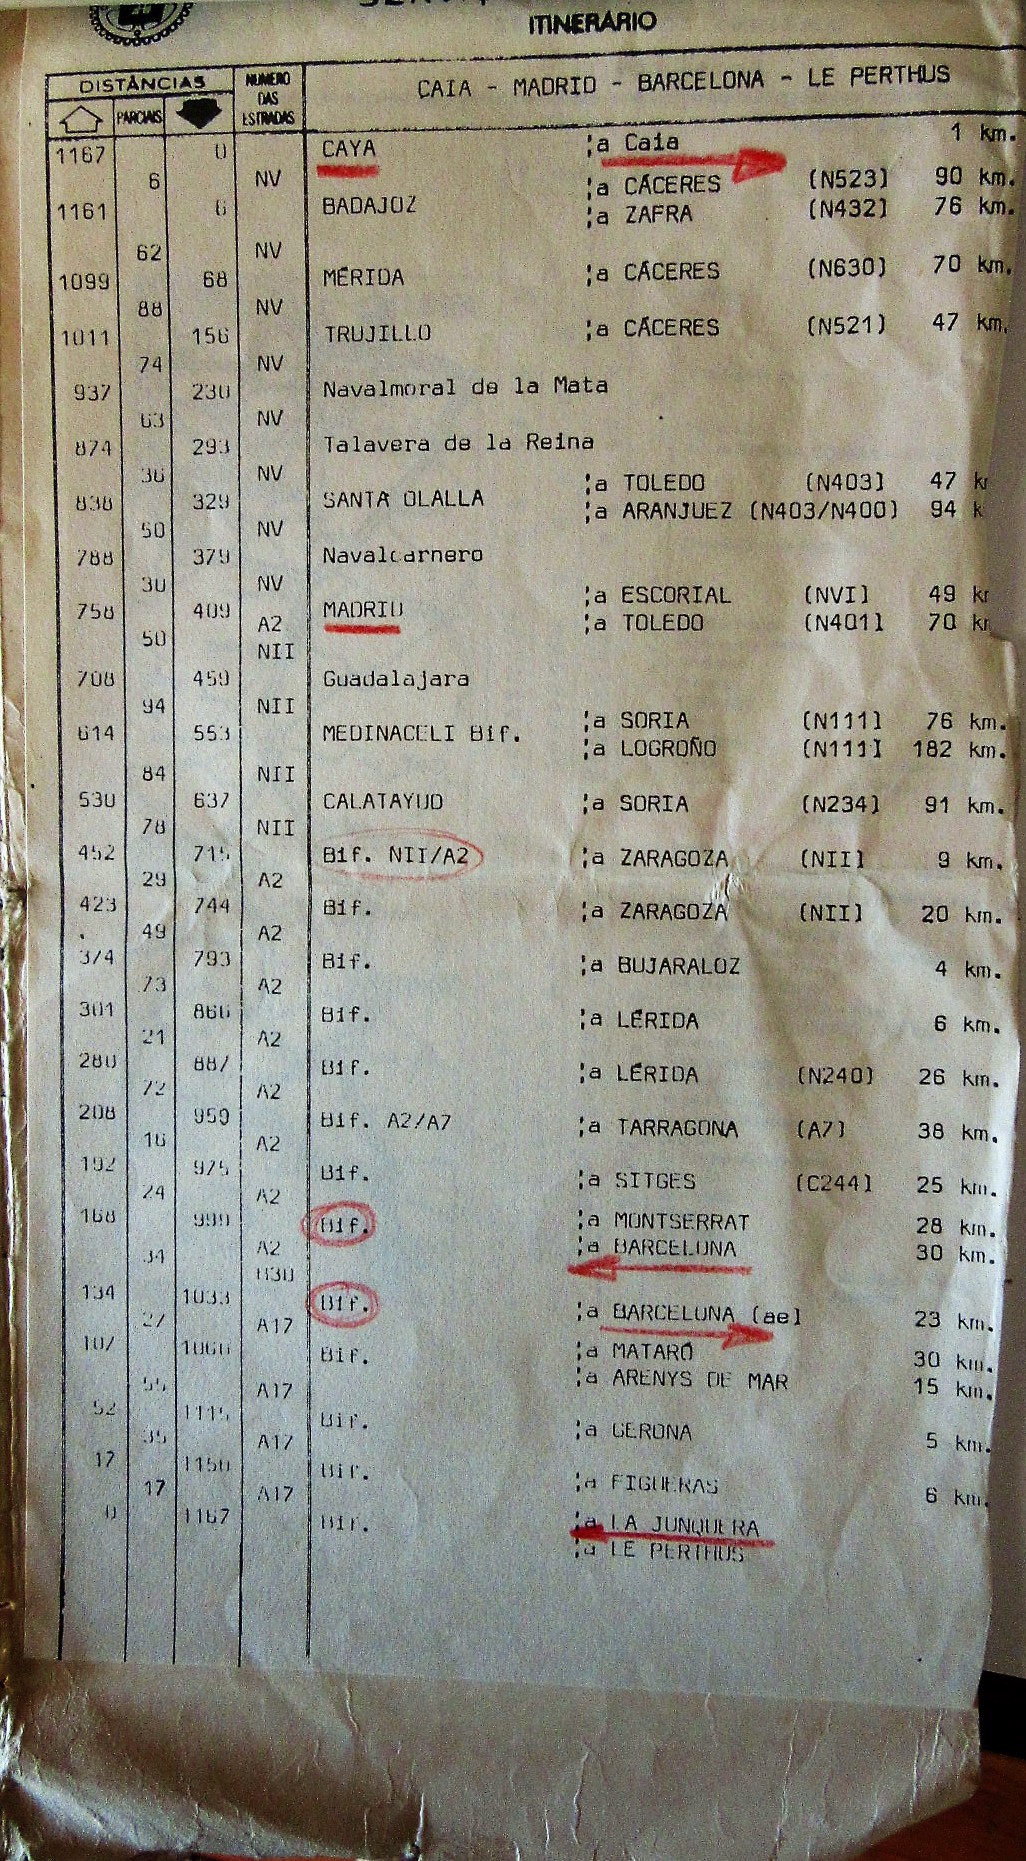 ITINERÁRIO
DISTÂNCIAS NUMERO DAS ESTRADAS CAIA - MADRID - BARCELONA - LE PERTHUS
PARCIAIS
1167 0 CAYA ¦a Caia 1 km.
6 NV ¦a CÁCERES (N523) 90 km.
1161 6 BADAJOZ ¦a ZAFRA (N432) 76 km.
62 NV
1099 68 MÉRIDA ¦a CÁCERES (N630) 70 km.
88 NV
1011 156 TRUJILLO ¦a CÁCERES (N521) 47 km.
74 NV
937 230 Navalmoral de la Mata
63 NV
874 293 Talavera de la Reina
36 NV ¦a TOLEDO (N403) 47 k
838 329 SANTA OLALLA ¦a ARANJUEZ (N403/N400) 94 k
50 NV
788 379 Navalcarnero
30 NV ¦a ESCORIAL (NVI) 49 k
758 409 MADRID ¦a TOLEDO (N401) 70 k
A2
50 NII
708 459 Guadalajara
94 NII ¦a SORIA (N111) 76 km.
614 553 MEDINACELI Bif. ¦a LOGROÑO (N111) 182 km.
84 NII
530 637 CALATAYUD ¦a SORIA (N234) 91 km.
78 NII
452 715 Bif. NII/A2 ¦a ZARAGOZA (NII) 9 km.
29 A2
423 744 Bif. ¦a ZARAGOZA (NII) 20 km.
49 A2
374 793 Bif. ¦a BUJARALOZ 4 km.
73 A2
301 866 Bif. ¦a LÉRIDA 6 km.
21 A2
280 887 Bif. ¦a LÉRIDA (N240) 26 km.
72 A2
208 959 Bif. A2/A7 ¦a TARRAGONA (A7) 38 km.
16 A2
192 975 Bif. ¦a SITGES (C244) 25 km.
24 A2
168 999 Bif. ¦a MONTSERRAT 28 km.
A2 ¦a BARCELONA 30 km.
34 B30
134 1033 Bif. ¦a BARCELONA (ae) 23 km.
27 A17
107 1060 Bif. ¦a MATARÓ 30 km.
¦a ARENYS DE MAR 15 km.
55 A17
52 1115 Bif. ¦a GERONA 5 km.
35 A17
17 1150 Bif. ¦a FIGUERAS 6 km.
17 A17
0 1167 Bif. ¦a LA JUNQUERA
¦a LE PERTHUS